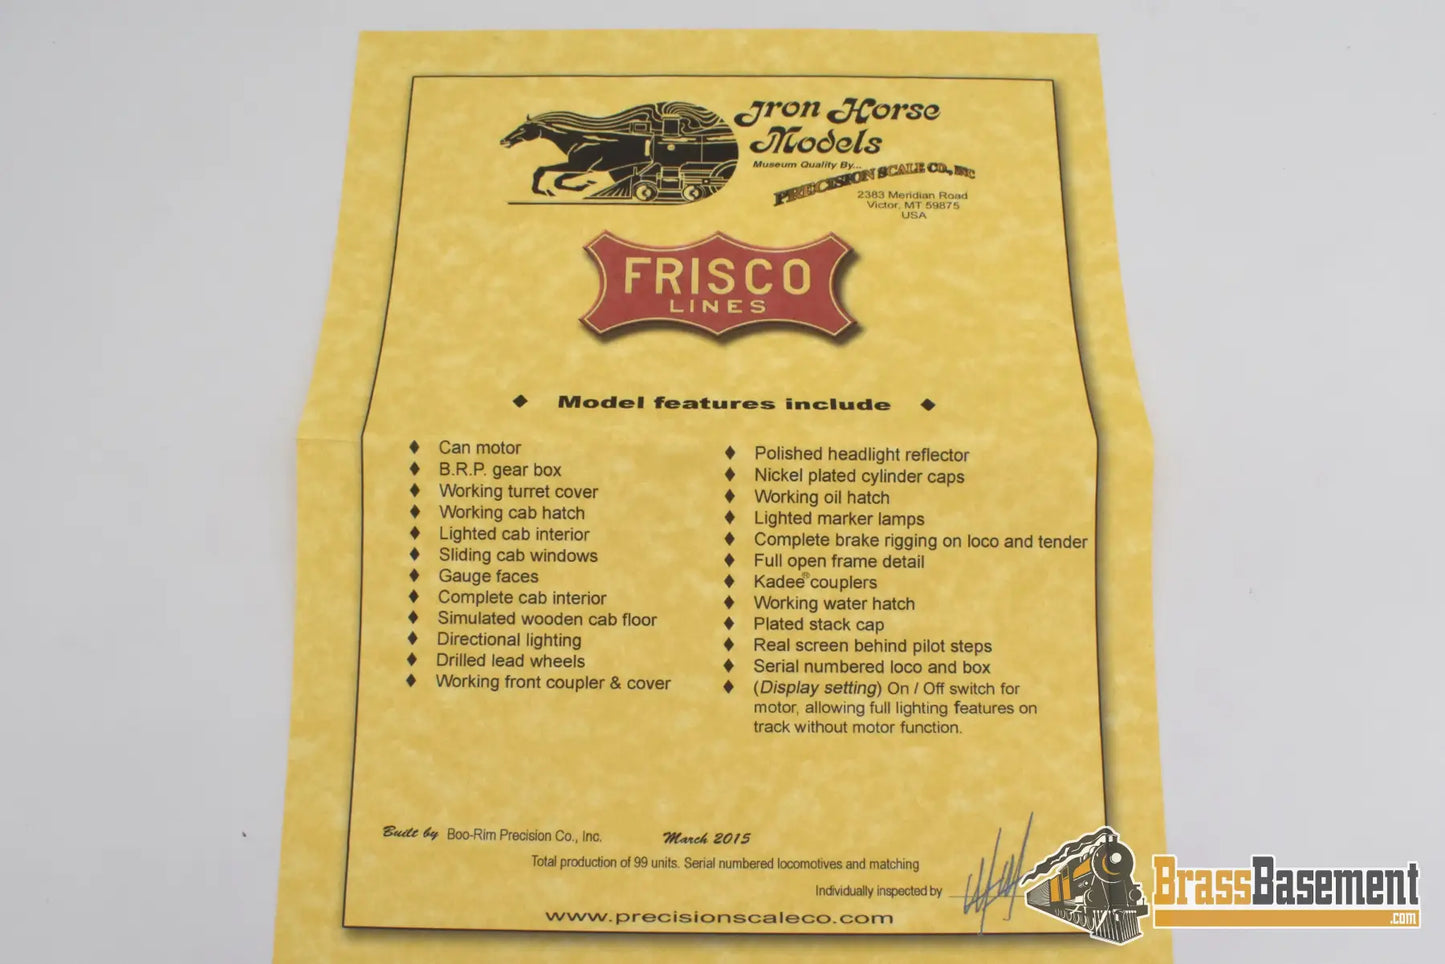 Iron Horse
Models
Museum Quality By...
PRECISION SCALE CO., INC
2383 Meridian Road
Victor, MT 59875
USA
FRISCO
LINES
Model features include
Can motor
B.R.P. gear box
Working turret cover
Working cab hatch
Lighted cab interior
Sliding cab windows
Gauge faces
Complete cab interior
Simulated wooden cab floor
Directional lighting
Drilled lead wheels
Working front coupler & cover
Polished headlight reflector
Nickel plated cylinder caps
Working oil hatch
Lighted marker lamps
Complete brake rigging on loco and tender
Full open frame detail
Kadee® couplers
Working water hatch
Plated stack cap
Real screen behind pilot steps
Serial numbered loco and box
(Display setting) On / Off switch for
motor, allowing full lighting features on
track without motor function.
Built by Boo-Rim Precision Co., Inc. March 2015
Total production of 99 units. Serial numbered locomotives and matching
Individually inspected by
www.precisionscaleco.com
BrassBasement
.com